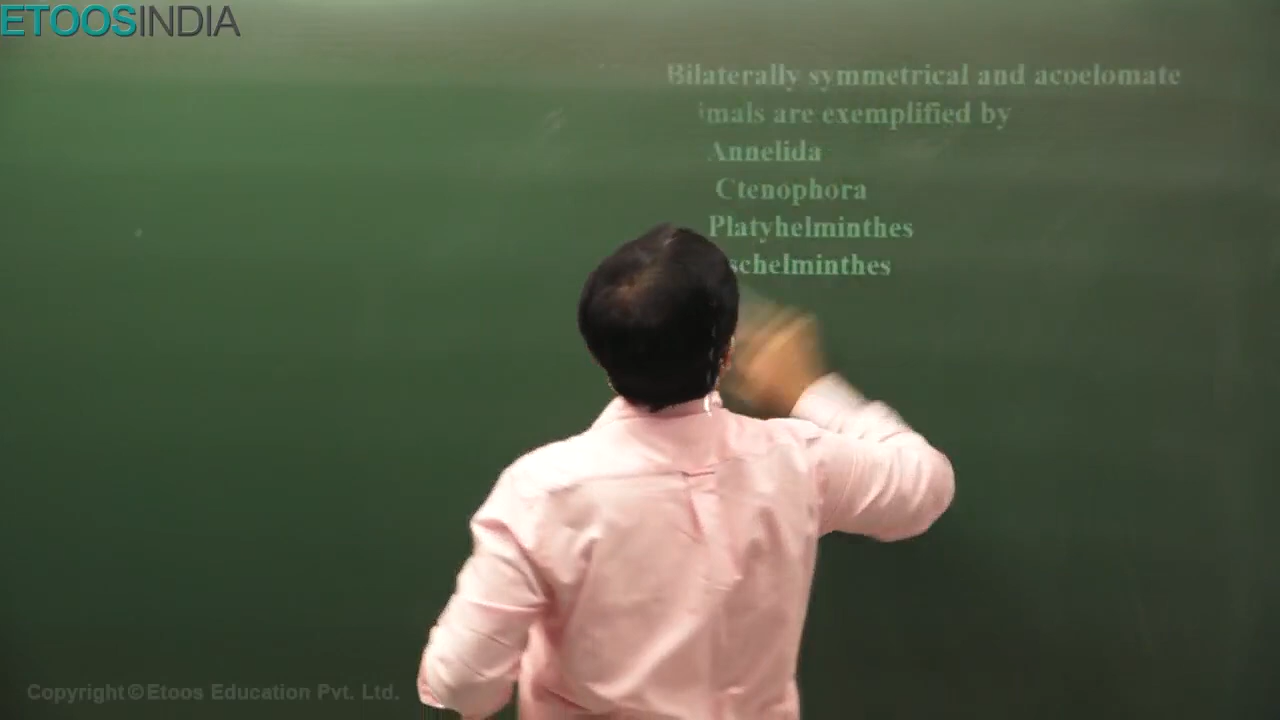 ETOOSINDIA
Bilaterally symmetrical and acoelomate
imals are exemplified by
Annelida
Ctenophora
Platyhelminthes
schelminthes
Copyright©Etoos Education Pvt. Ltd.